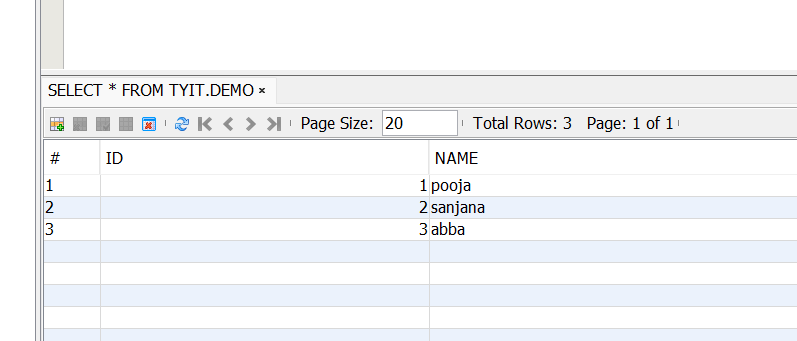 SELECT * FROM TYIT.DEMO ×
Page Size: 20 Total Rows: 3 Page: 1 of 1
# ID NAME
1 1 pooja
2 2 sanjana
3 3 abba